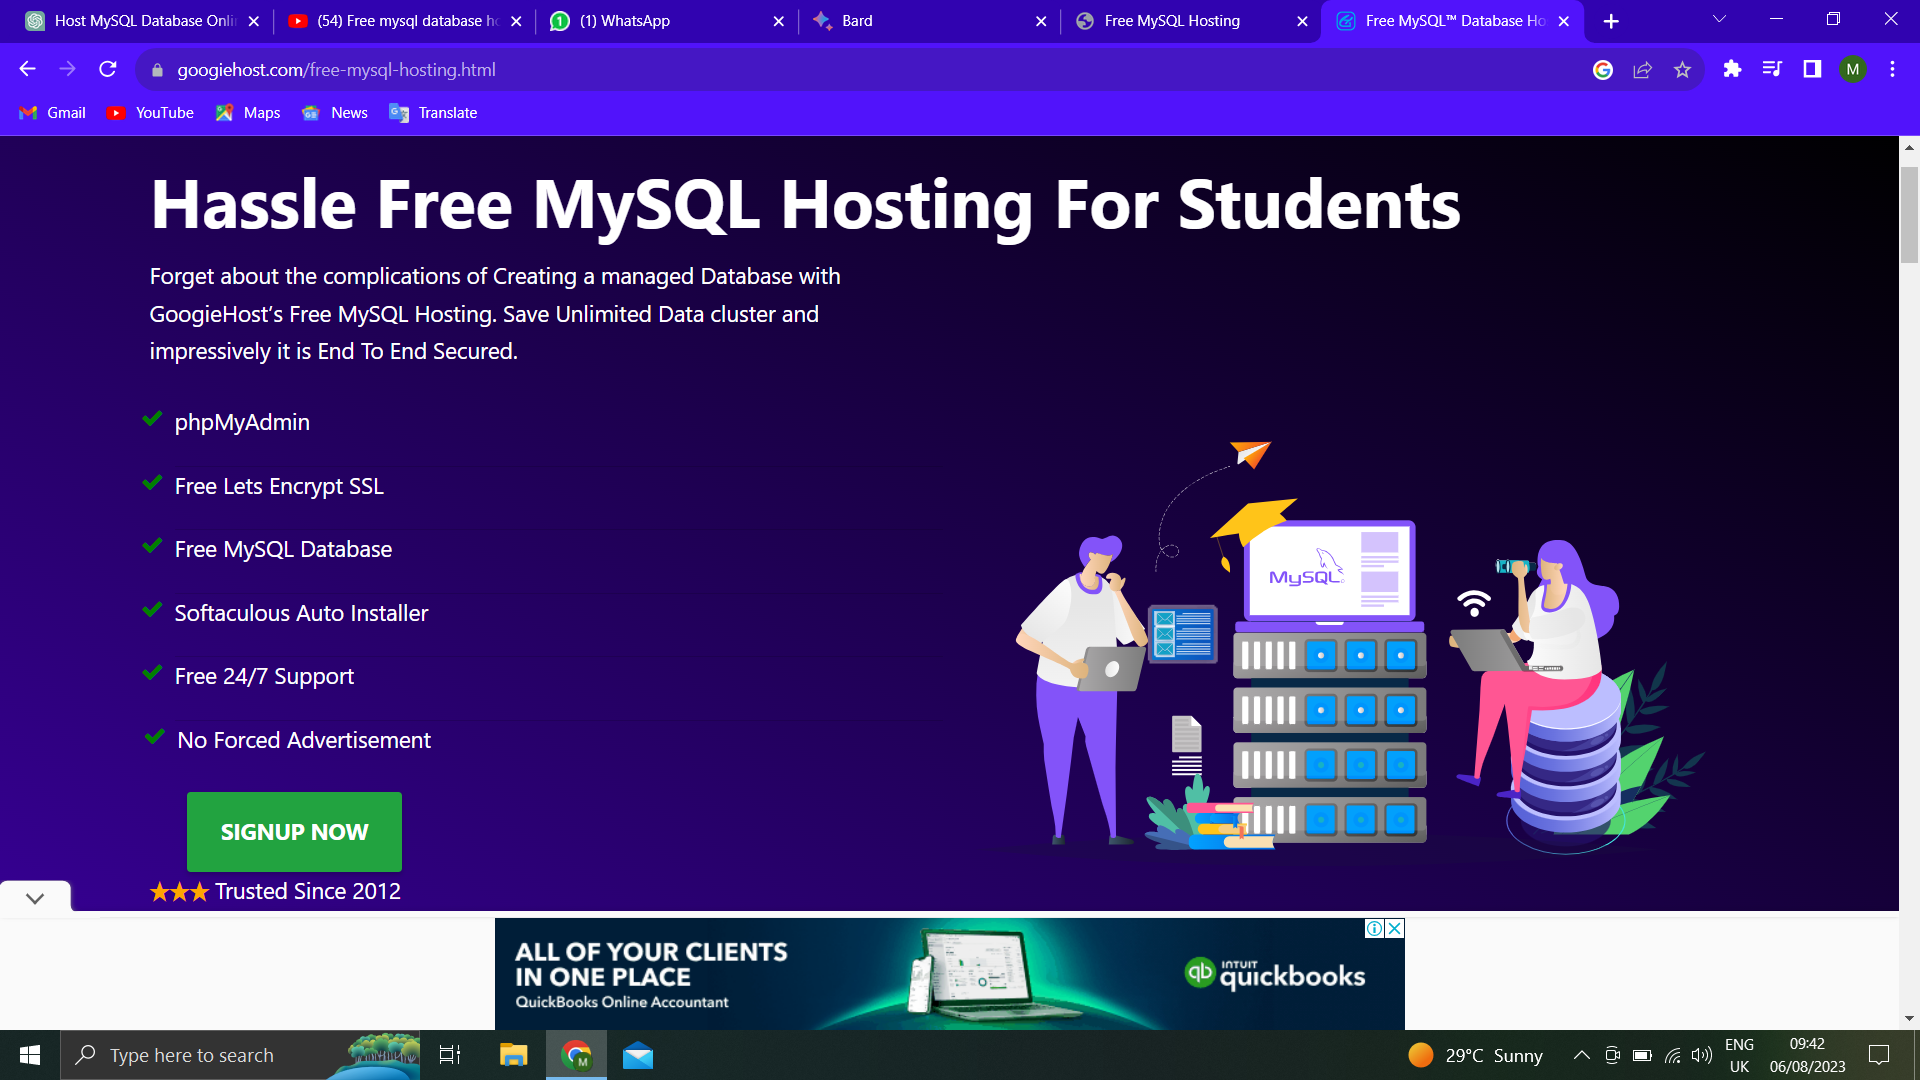 Host MySQL Database Onli
(54) Free mysql database ho
(1) WhatsApp
Bard
Free MySQL Hosting
Free MySQL™ Database Ho
googiehost.com/free-mysql-hosting.html
M
Gmail
YouTube
Maps
News
Translate
Hassle Free MySQL Hosting For Students
Forget about the complications of Creating a managed Database with
GoogieHost’s Free MySQL Hosting. Save Unlimited Data cluster and
impressively it is End To End Secured.
phpMyAdmin
Free Lets Encrypt SSL
Free MySQL Database
Softaculous Auto Installer
Free 24/7 Support
No Forced Advertisement
MySQL
SIGNUP NOW
Trusted Since 2012
ALL OF YOUR CLIENTS
IN ONE PLACE
QuickBooks Online Accountant
qb INTUIT
quickbooks
Type here to search
M
29°C Sunny
ENG
UK
09:42
06/08/2023